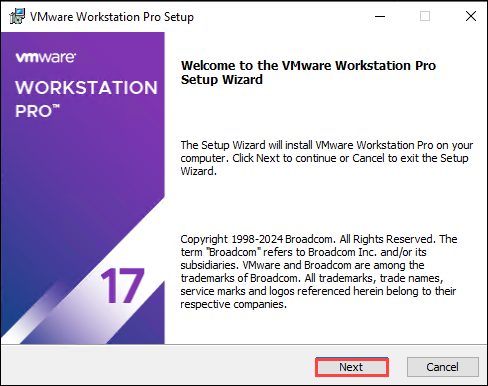 VMware Workstation Pro Setup
vmware®
WORKSTATION
PRO™
17
Welcome to the VMware Workstation Pro
Setup Wizard
The Setup Wizard will install VMware Workstation Pro on your
computer. Click Next to continue or Cancel to exit the Setup
Wizard.
Copyright 1998-2024 Broadcom. All Rights Reserved. The
term "Broadcom" refers to Broadcom Inc. and/or its
subsidiaries. VMware and Broadcom are among the
trademarks of Broadcom. All trademarks, trade names,
service marks and logos referenced herein belong to their
respective companies.
Next
Cancel